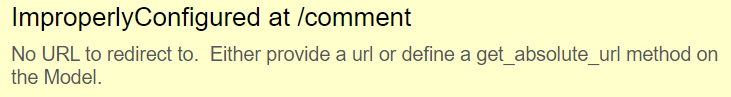 ImproperlyConfigured at /comment
No URL to redirect to.  Either provide a url or define a get_absolute_url method on
the Model.